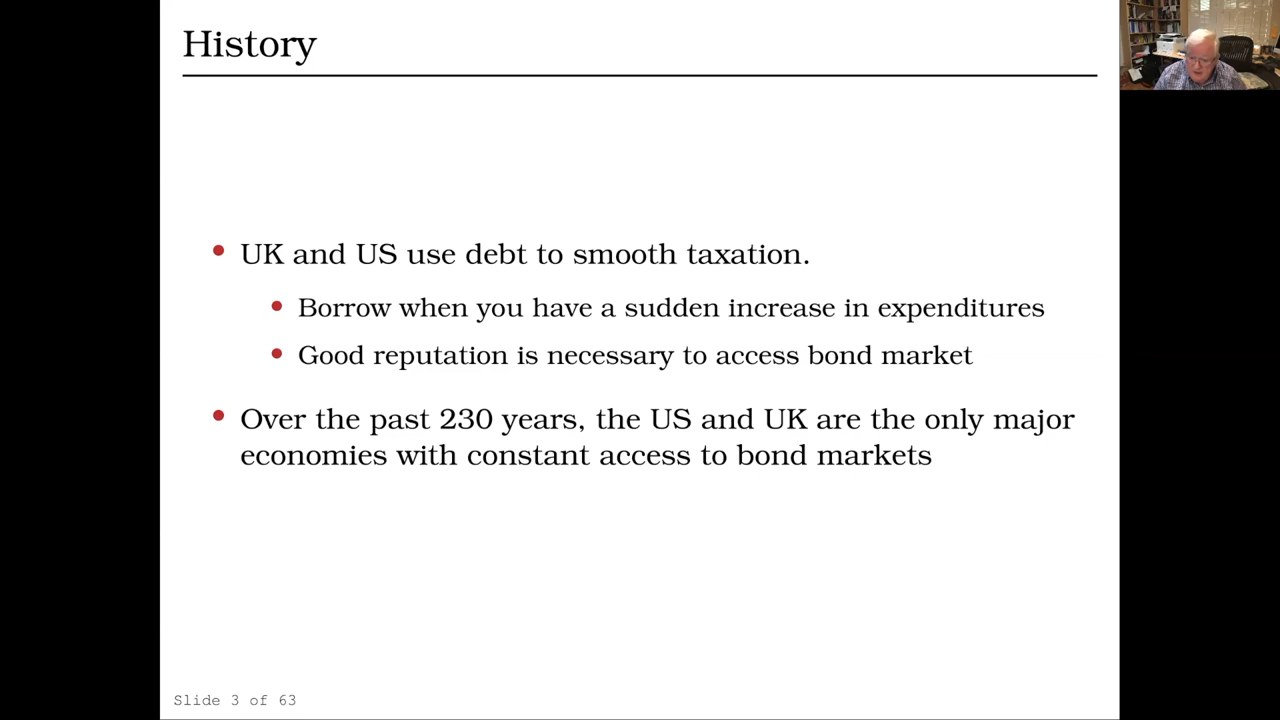 History
• UK and US use debt to smooth taxation.
• Borrow when you have a sudden increase in expenditures
• Good reputation is necessary to access bond market
• Over the past 230 years, the US and UK are the only major
economies with constant access to bond markets
Slide 3 of 63